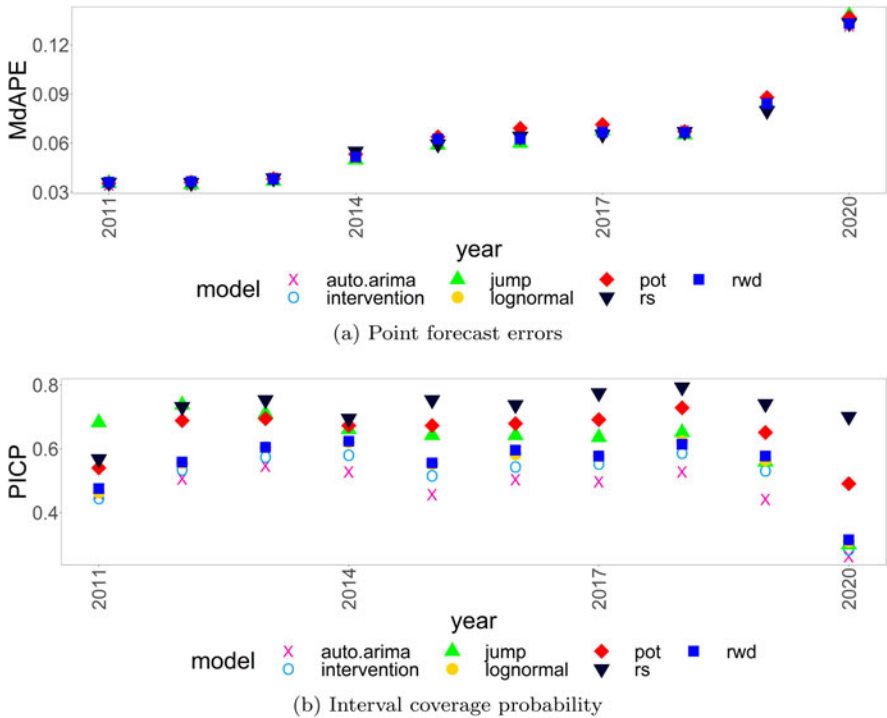 0.12
0.09
0.06
0.03
MdAPE
2011
2014
2017
2020
year
model
auto.arima
jump
pot
rwd
intervention
lognormal
rs
(a) Point forecast errors
0.8
0.6
0.4
PICP
2011
2014
2017
2020
year
model
auto.arima
jump
pot
rwd
intervention
lognormal
rs
(b) Interval coverage probability